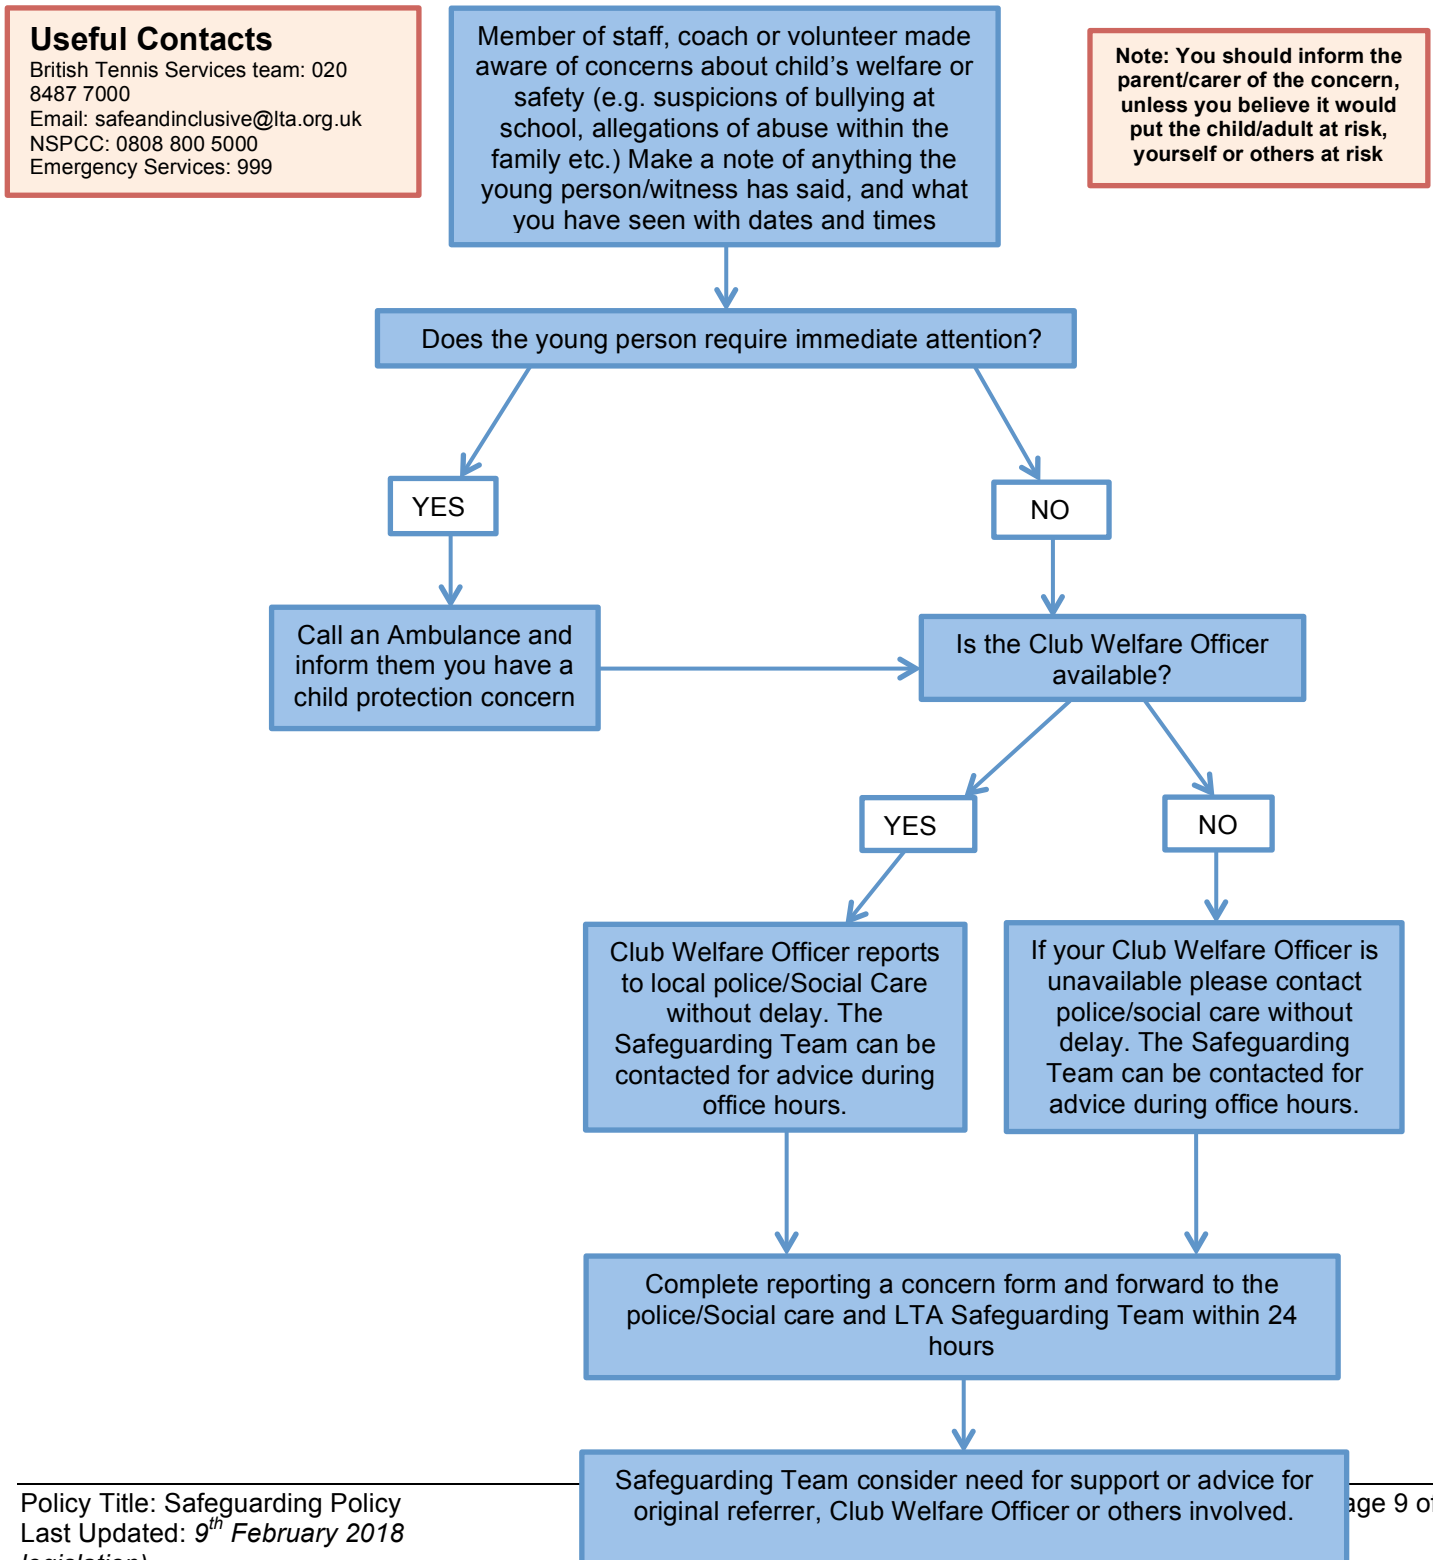 Useful Contacts
British Tennis Services team: 020
8487 7000
Email: safeandinclusive@lta.org.uk
NSPCC: 0808 800 5000
Emergency Services: 999
Member of staff, coach or volunteer made
aware of concerns about child's welfare or
safety (e.g. suspicions of bullying at
school, allegations of abuse within the
family etc.) Make a note of anything the
young person/witness has said, and what
you have seen with dates and times
Note: You should inform the
parent/carer of the concern,
unless you believe it would
put the child/adult at risk,
yourself or others at risk
Does the young person require immediate attention?
YES
NO
Call an Ambulance and
inform them you have a
child protection concern
Is the Club Welfare Officer
available?
YES
NO
Club Welfare Officer reports
to local police/Social Care
without delay. The
Safeguarding Team can be
contacted for advice during
office hours.
If your Club Welfare Officer is
unavailable please contact
police/social care without
delay. The Safeguarding
Team can be contacted for
advice during office hours.
Complete reporting a concern form and forward to the
police/Social care and LTA Safeguarding Team within 24
hours
Safeguarding Team consider need for support or advice for
original referrer, Club Welfare Officer or others involved.
Policy Title: Safeguarding Policy
Last Updated: 9th February 2018
legislation)
age 9 of